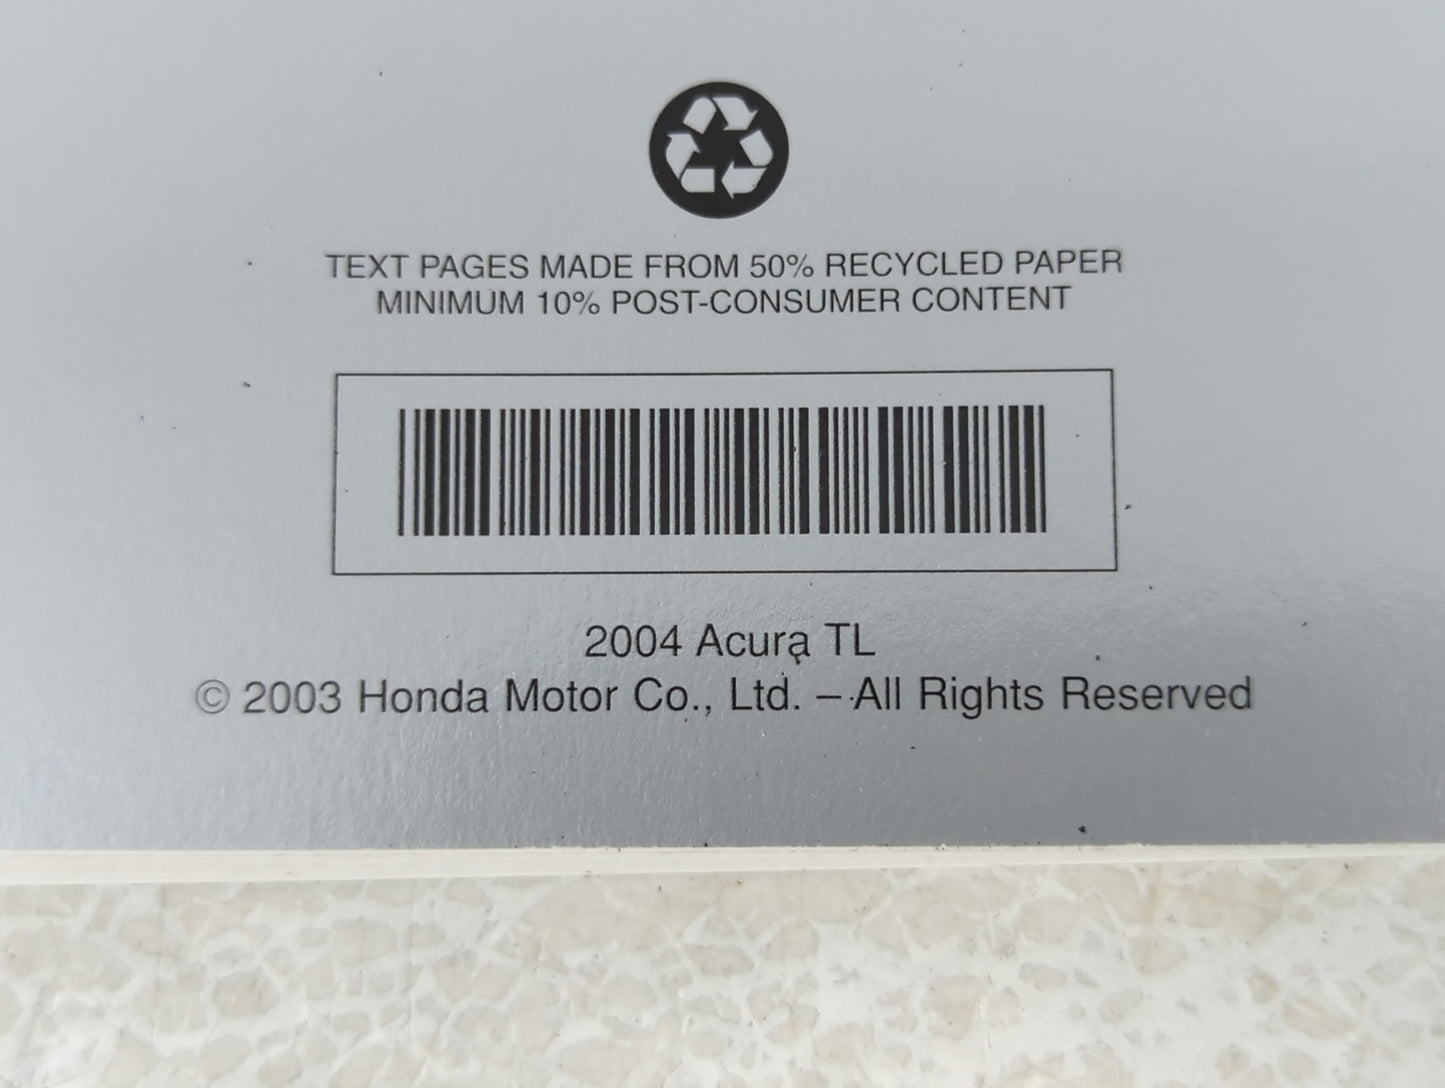 TEXT PAGES MADE FROM 50% RECYCLED PAPER
MINIMUM 10% POST-CONSUMER CONTENT
2004 Acura TL
© 2003 Honda Motor Co., Ltd. – All Rights Reserved